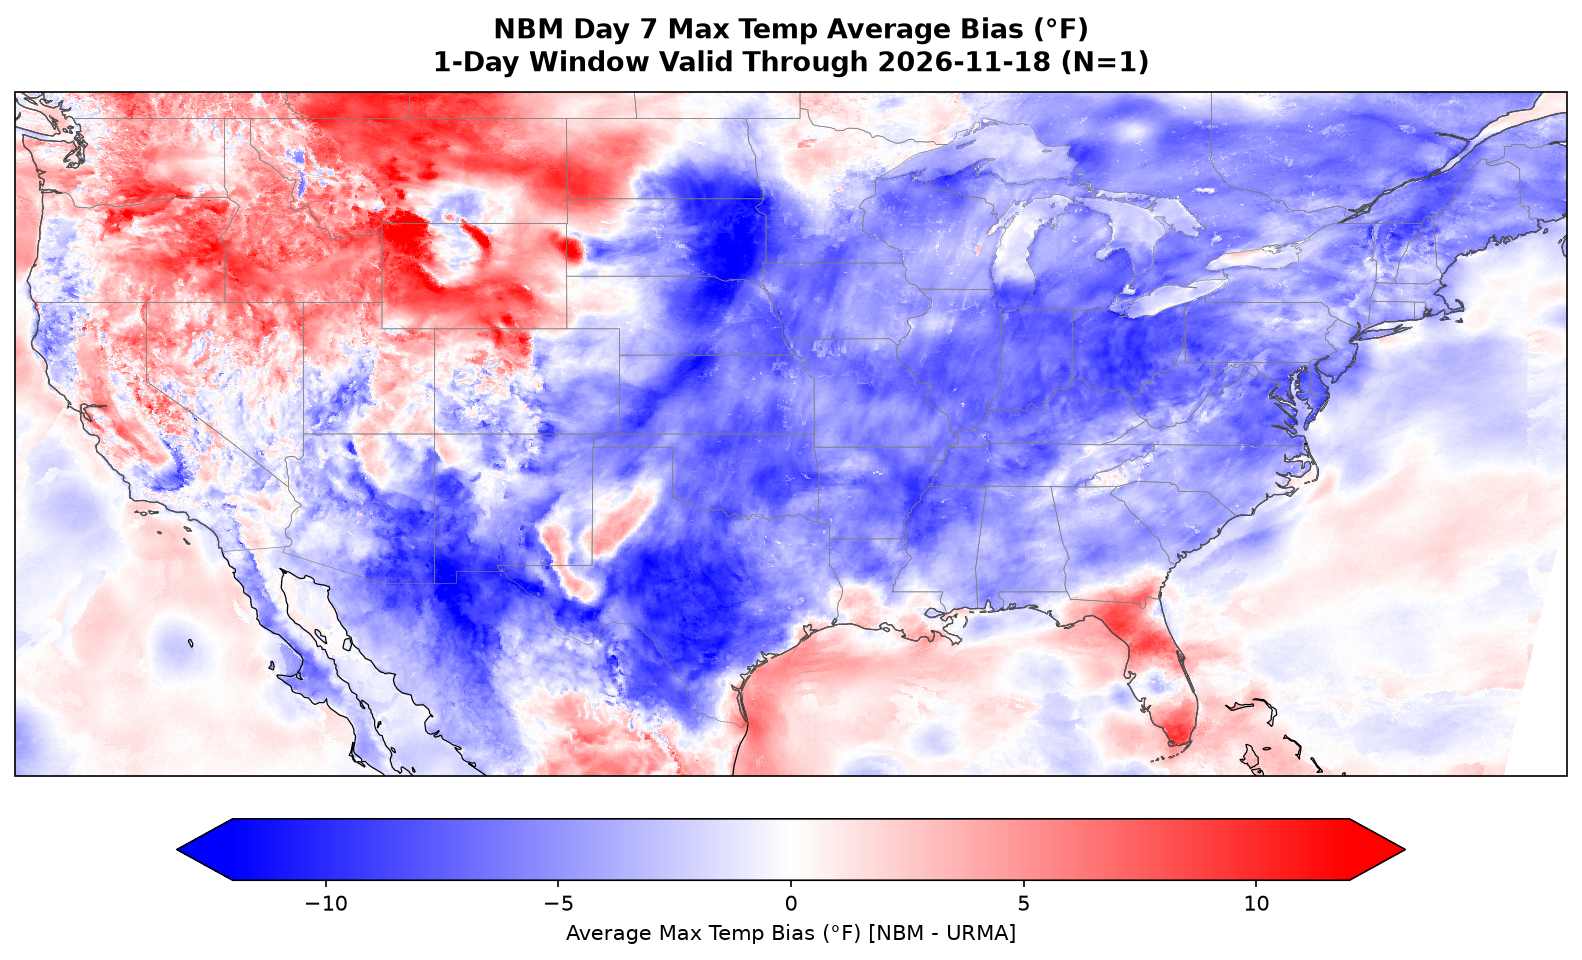 NBM Day 7 Max Temp Average Bias (°F)
1-Day Window Valid Through 2026-11-18 (N=1)
−10 −5 0 5 10
Average Max Temp Bias (°F) [NBM - URMA]